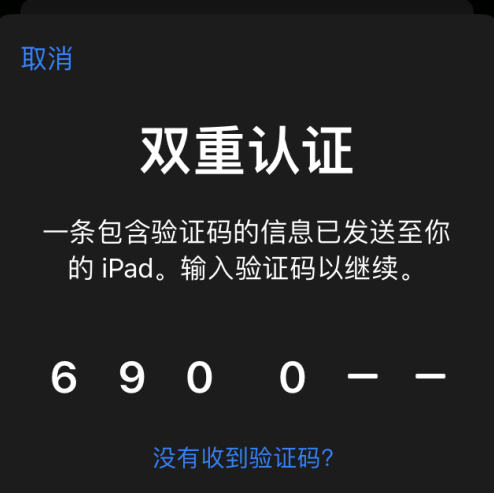 取消
双重认证
一条包含验证码的信息已发送至你
的 iPad。输入验证码以继续。
6 9 0 0 – –
没有收到验证码?